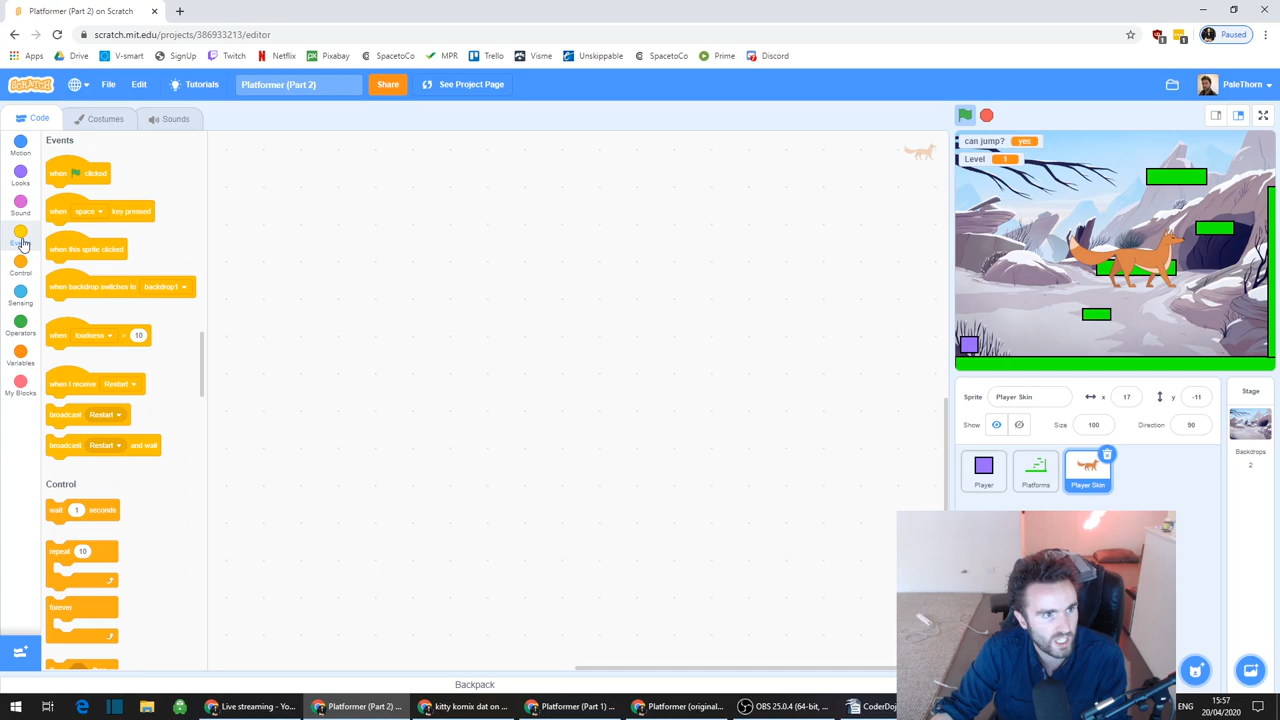 Platformer (Part 2) on Scratch
scratch.mit.edu/projects/386933213/editor
Paused
Apps Drive V-smart SignUp Twitch Netflix Pixabay SpacetoCo MPR Trello Visme Unskippable SpacetoCo Prime Discord
SCRATCH File Edit Tutorials Platformer (Part 2) Share See Project Page PaleThorn
Code Costumes Sounds
Motion
Looks
Sound
Control
Sensing
Operators
Variables
My Blocks
Events
when clicked
when space key pressed
when this sprite clicked
when backdrop switches to backdrop1
when loudness > 10
when I receive Restart
broadcast Restart
broadcast Restart and wait
Control
wait 1 seconds
repeat 10
forever
can jump? yes
Level 1
Sprite Player Skin x 17 y -11
Show Size 100 Direction 90
Player Platforms Player Skin
Stage
Backdrops
2
Backpack
Live streaming - Yo...
Platformer (Part 2) ...
kitty komix dat on ...
Platformer (Part 1) ...
Platformer (original...
OBS 25.0.4 (64-bit, ...
CoderDoj
ENG
15:57
20/04/2020